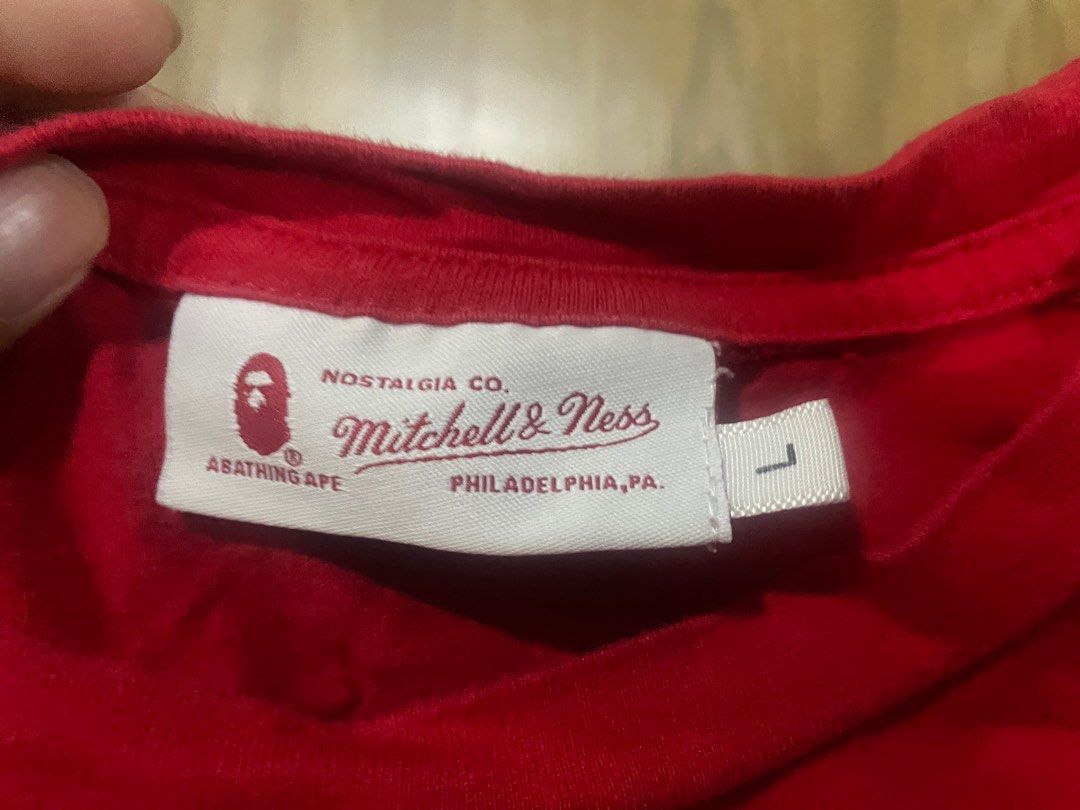 NOSTALGIA CO.
Mitchell & Ness
PHILADELPHIA, PA.
®
A BATHING APE
L